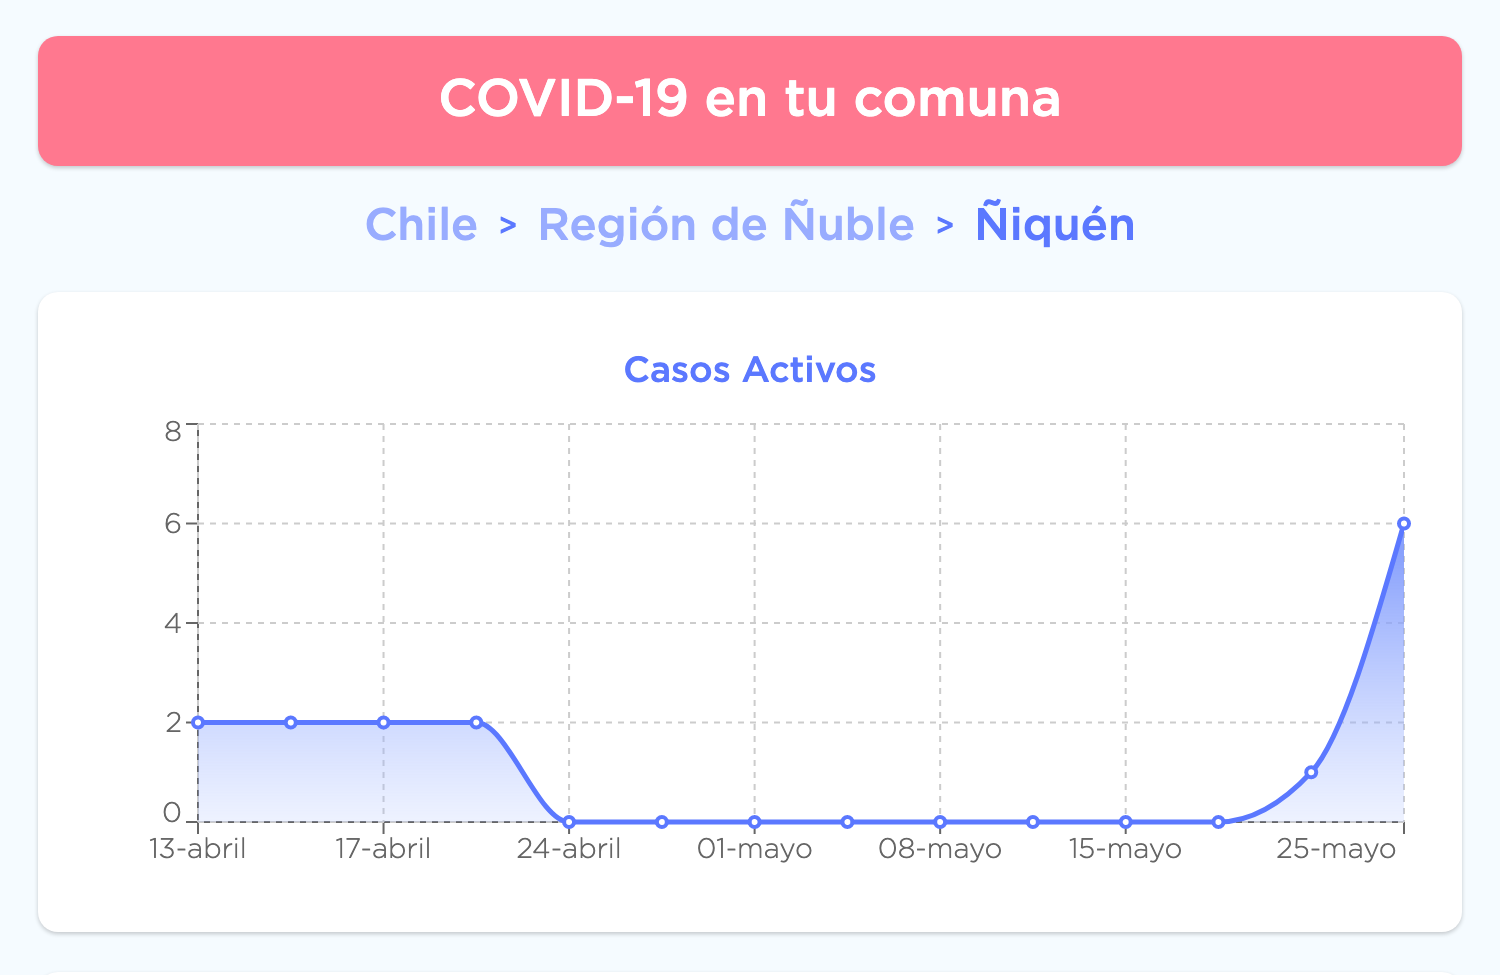 COVID-19 en tu comuna
Chile > Región de Ñuble > Ñiquén
Casos Activos
8
6
4
2
0
13-abril 17-abril 24-abril 01-mayo 08-mayo 15-mayo 25-mayo